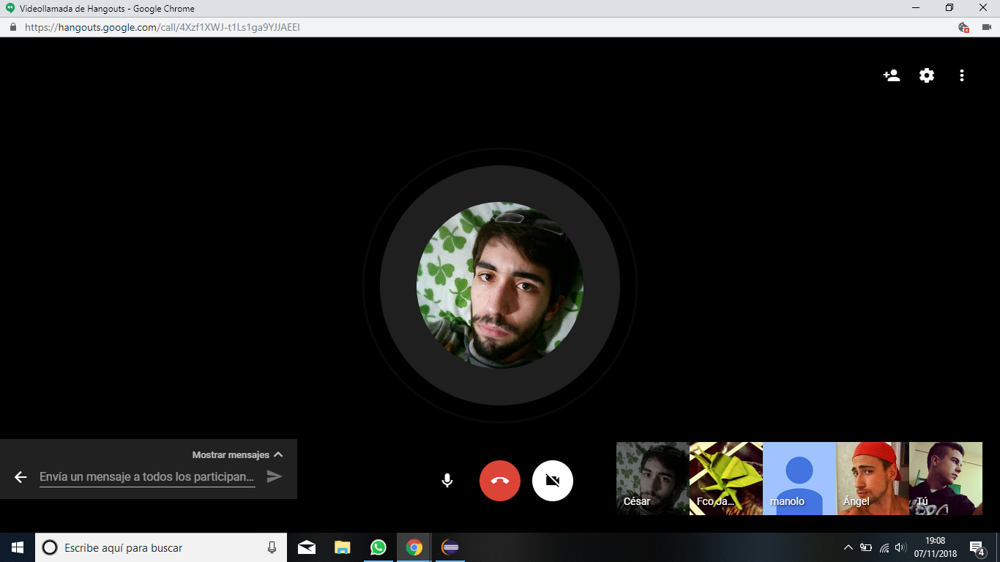 Videollamada de Hangouts - Google Chrome
https://hangouts.google.com/call/4Xzf1XWJ-t1Ls1ga9YJJAEEI
Mostrar mensajes
Envía un mensaje a todos los participan...
César
Fco Ja...
manolo
Ángel
Tú
Escribe aquí para buscar
19:08
07/11/2018
4